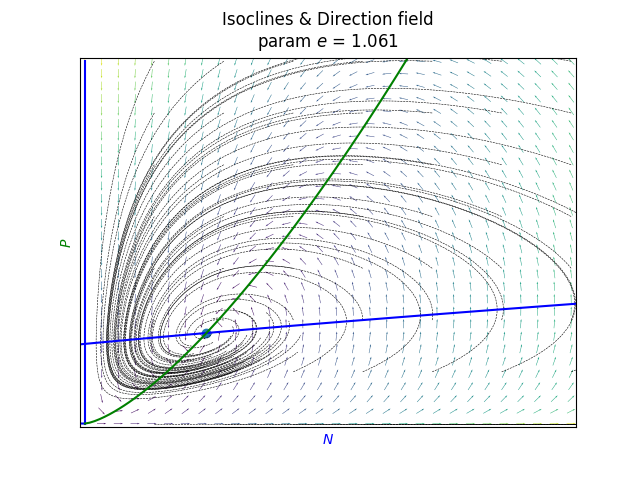 Isoclines & Direction field
param e = 1.061
P
N